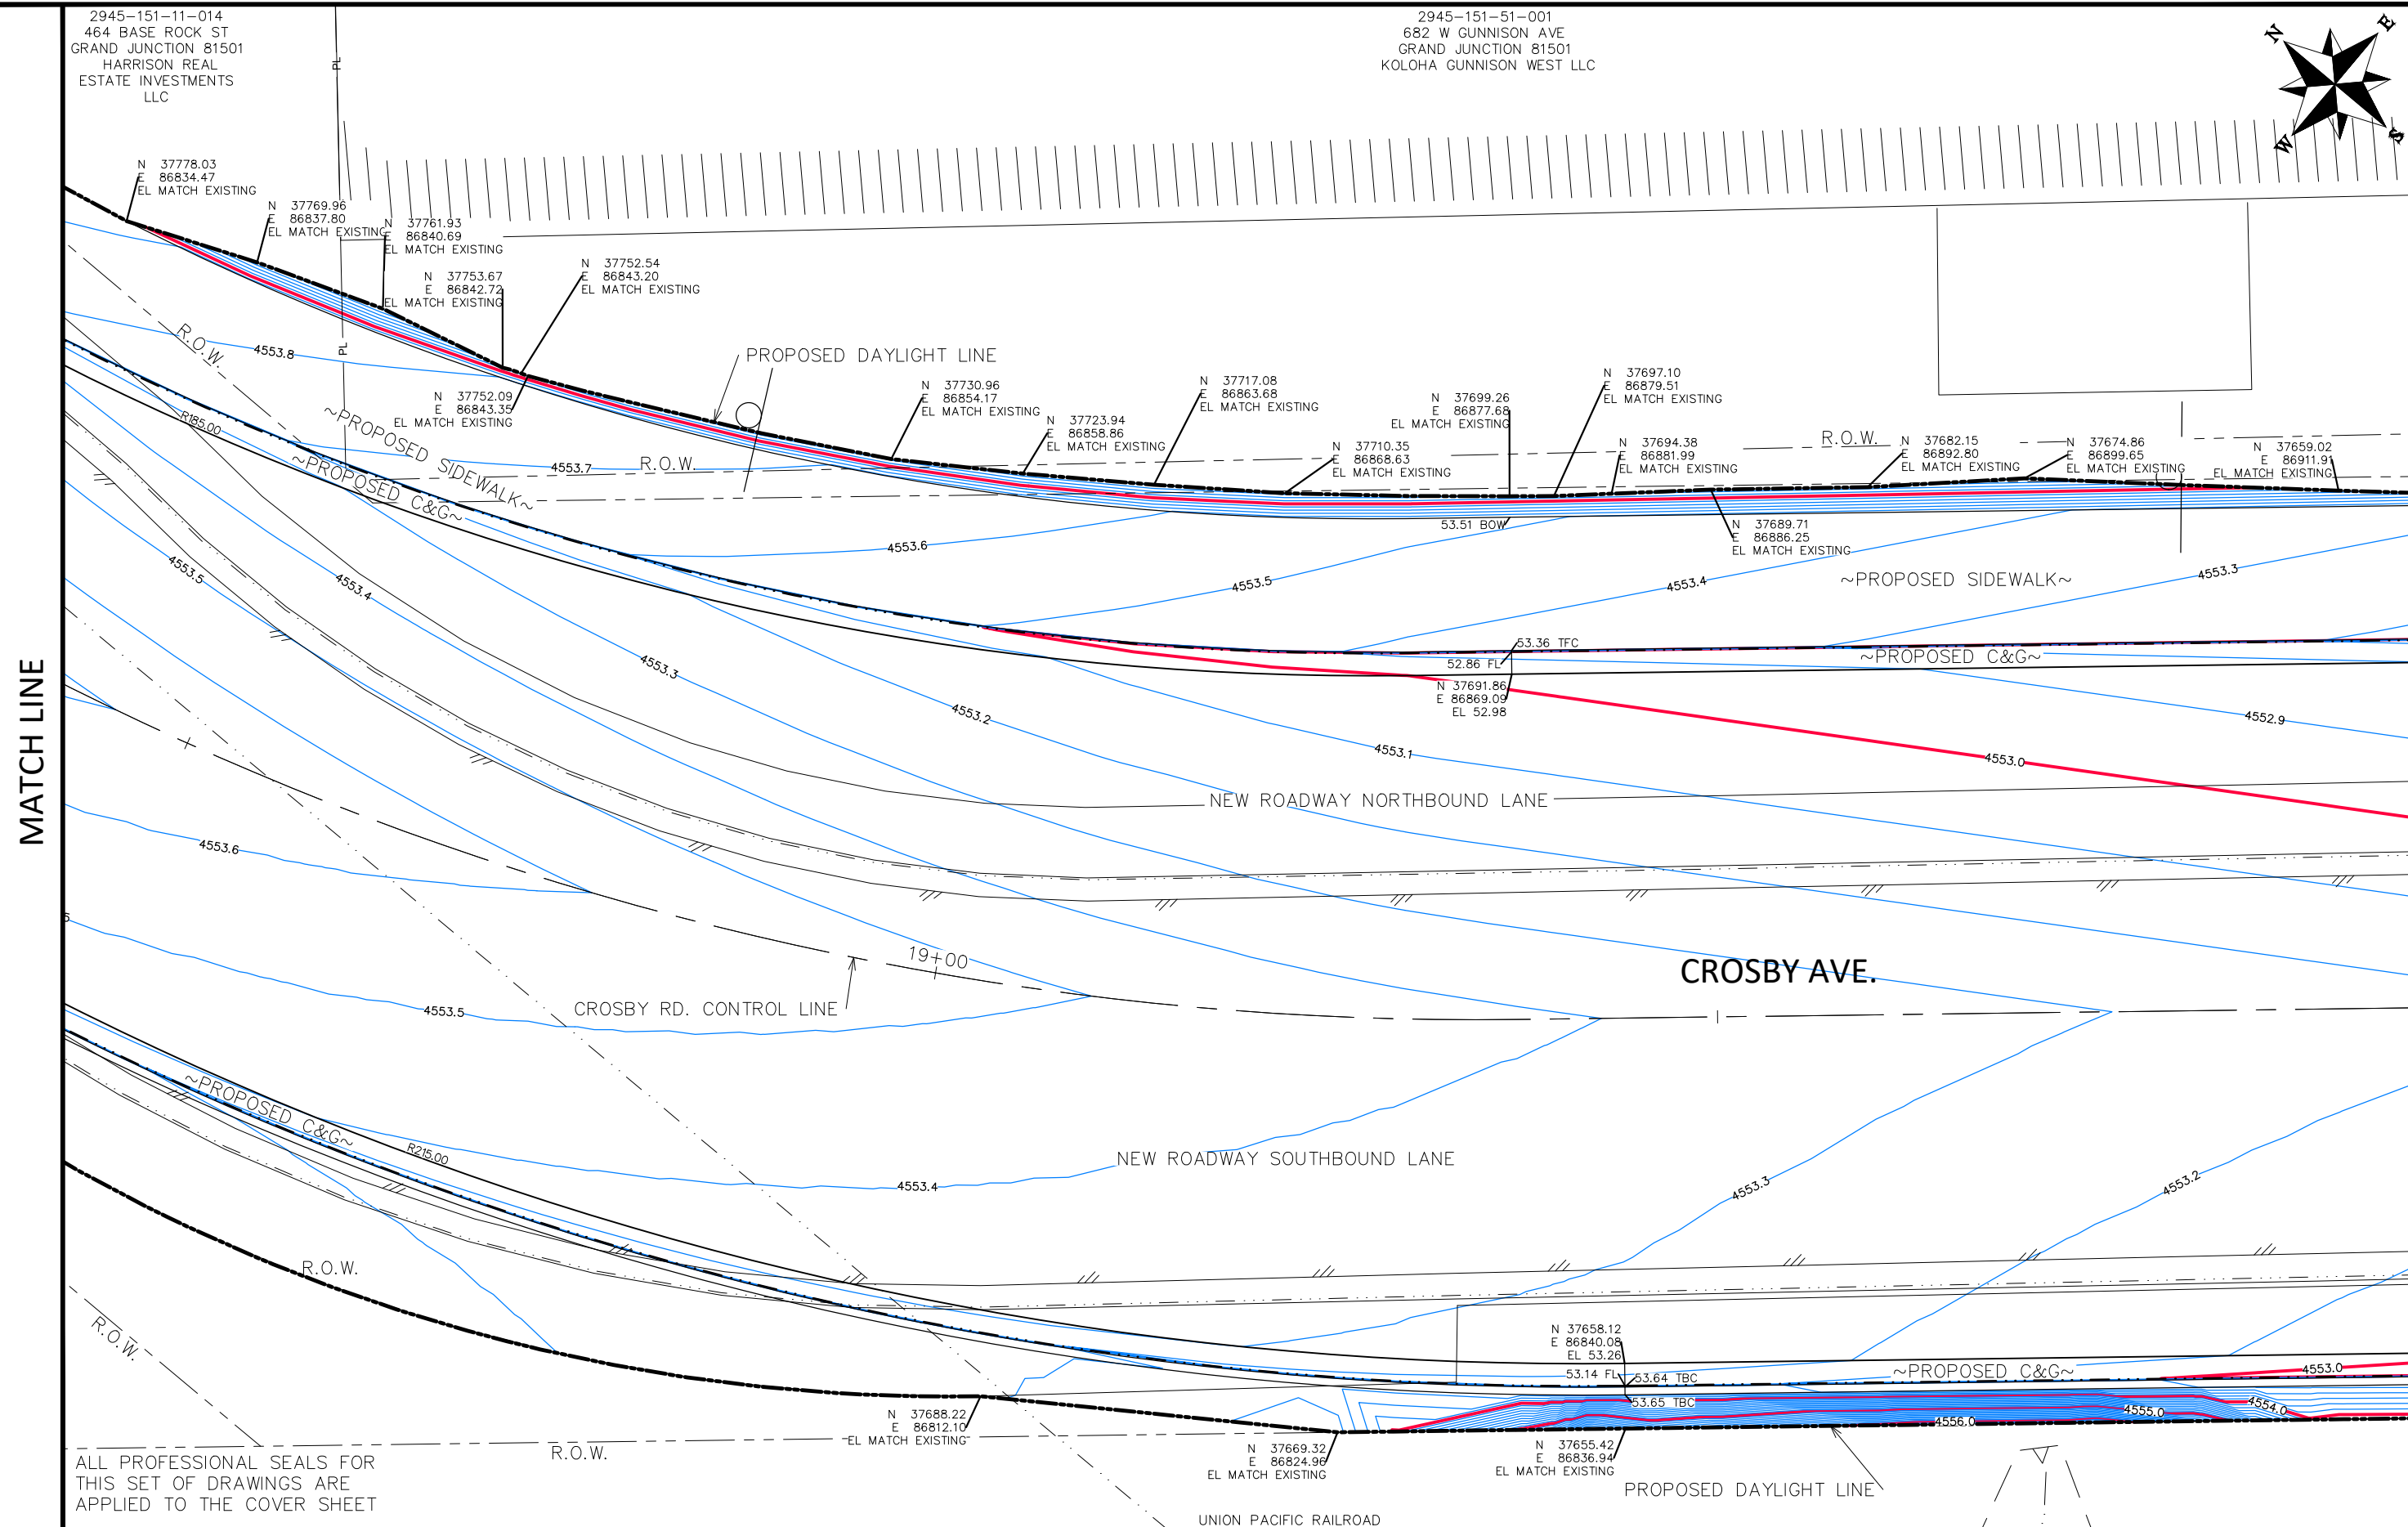 2945-151-11-014
464 BASE ROCK ST
GRAND JUNCTION 81501
HARRISON REAL
ESTATE INVESTMENTS
LLC
2945-151-51-001
682 W GUNNISON AVE
GRAND JUNCTION 81501
KOLOHA GUNNISON WEST LLC
N
E
W
S
PL
N 37778.03
E 86834.47
EL MATCH EXISTING
N 37769.96
E 86837.80
EL MATCH EXISTING
N 37761.93
E 86840.69
EL MATCH EXISTING
N 37753.67
E 86842.72
EL MATCH EXISTING
N 37752.54
E 86843.20
EL MATCH EXISTING
R.O.W.
4553.8
PL
PROPOSED DAYLIGHT LINE
N 37752.09
E 86843.35
EL MATCH EXISTING
N 37730.96
E 86854.17
EL MATCH EXISTING
N 37723.94
E 86858.86
EL MATCH EXISTING
N 37717.08
E 86863.68
EL MATCH EXISTING
N 37710.35
E 86868.63
EL MATCH EXISTING
N 37699.26
E 86877.68
EL MATCH EXISTING
N 37697.10
E 86879.51
EL MATCH EXISTING
N 37694.38
E 86881.99
EL MATCH EXISTING
R.O.W.
N 37682.15
E 86892.80
EL MATCH EXISTING
N 37674.86
E 86899.65
EL MATCH EXISTING
N 37659.02
E 86911.91
EL MATCH EXISTING
R185.00
~PROPOSED SIDEWALK~
~PROPOSED C&G~
4553.7
R.O.W.
53.51 BOW
N 37689.71
E 86886.25
EL MATCH EXISTING
4553.6
4553.5
4553.4
~PROPOSED SIDEWALK~
4553.3
4553.5
4553.4
4553.3
4553.2
4553.1
53.36 TFC
52.86 FL
N 37691.86
E 86869.09
EL 52.98
~PROPOSED C&G~
4552.9
4553.0
MATCH LINE
NEW ROADWAY NORTHBOUND LANE
4553.6
19+00
CROSBY AVE.
CROSBY RD. CONTROL LINE
4553.5
~PROPOSED C&G~
R215.00
NEW ROADWAY SOUTHBOUND LANE
4553.4
4553.3
4553.2
R.O.W.
R.O.W.
N 37658.12
E 86840.08
EL 53.26
53.14 FL
53.64 TBC
53.65 TBC
~PROPOSED C&G~
4553.0
4554.0
4555.0
4556.0
N 37688.22
E 86812.10
EL MATCH EXISTING
N 37669.32
E 86824.96
EL MATCH EXISTING
N 37655.42
E 86836.94
EL MATCH EXISTING
R.O.W.
PROPOSED DAYLIGHT LINE
ALL PROFESSIONAL SEALS FOR
THIS SET OF DRAWINGS ARE
APPLIED TO THE COVER SHEET
UNION PACIFIC RAILROAD